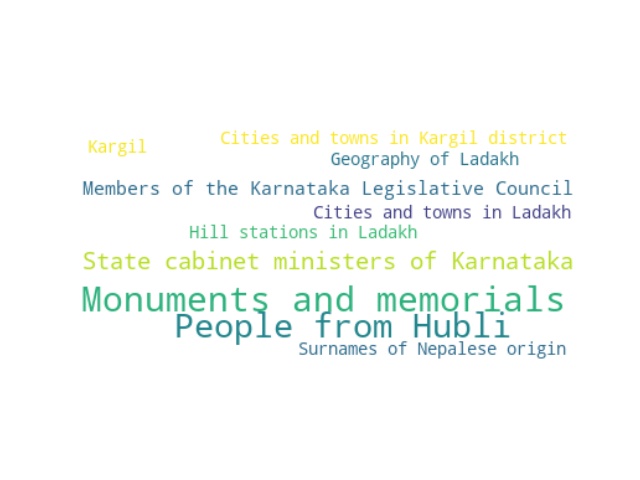 Cities and towns in Kargil district
Kargil
Geography of Ladakh
Members of the Karnataka Legislative Council
Cities and towns in Ladakh
Hill stations in Ladakh
State cabinet ministers of Karnataka
Monuments and memorials
People from Hubli
Surnames of Nepalese origin